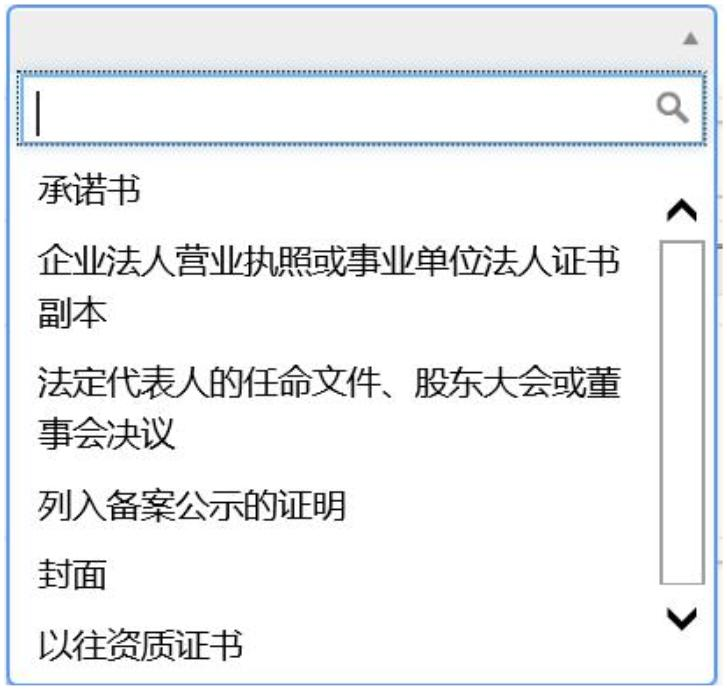 承诺书
企业法人营业执照或事业单位法人证书
副本
法定代表人的任命文件、股东大会或董
事会决议
列入备案公示的证明
封面
以往资质证书